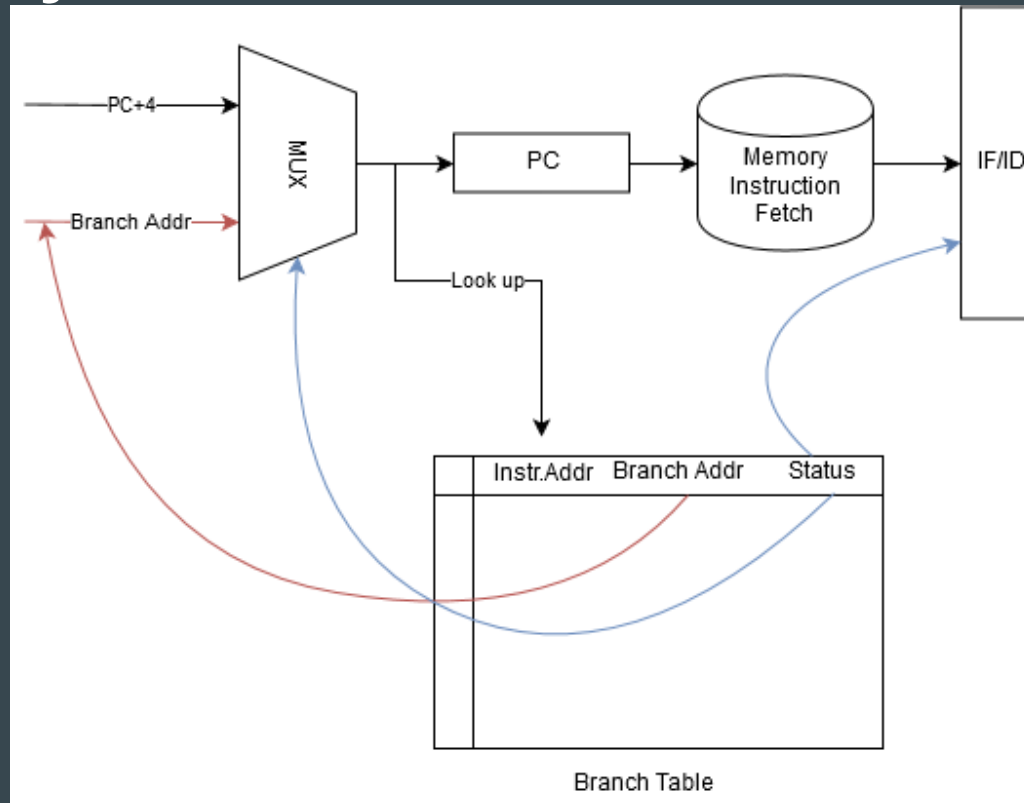 PC+4
MUX
PC
Memory
Instruction
Fetch
IF/ID
Branch Addr
Look up
Instr.Addr Branch Addr Status
Branch Table